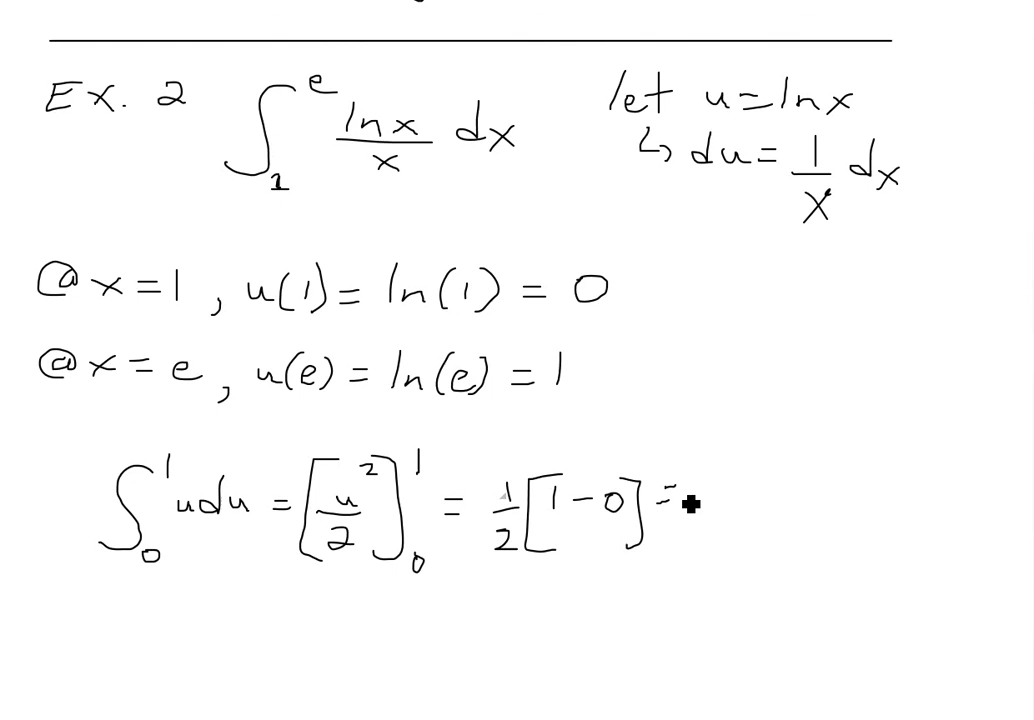 Ex. 2 ∫₁ᵉ (ln x)/x dx let u = ln x
↳ du = 1/x dx
@ x = 1, u(1) = ln(1) = 0
@ x = e, u(e) = ln(e) = 1
∫₀¹ u du = [u²/2]₀¹ = 1/2 [1 - 0] =